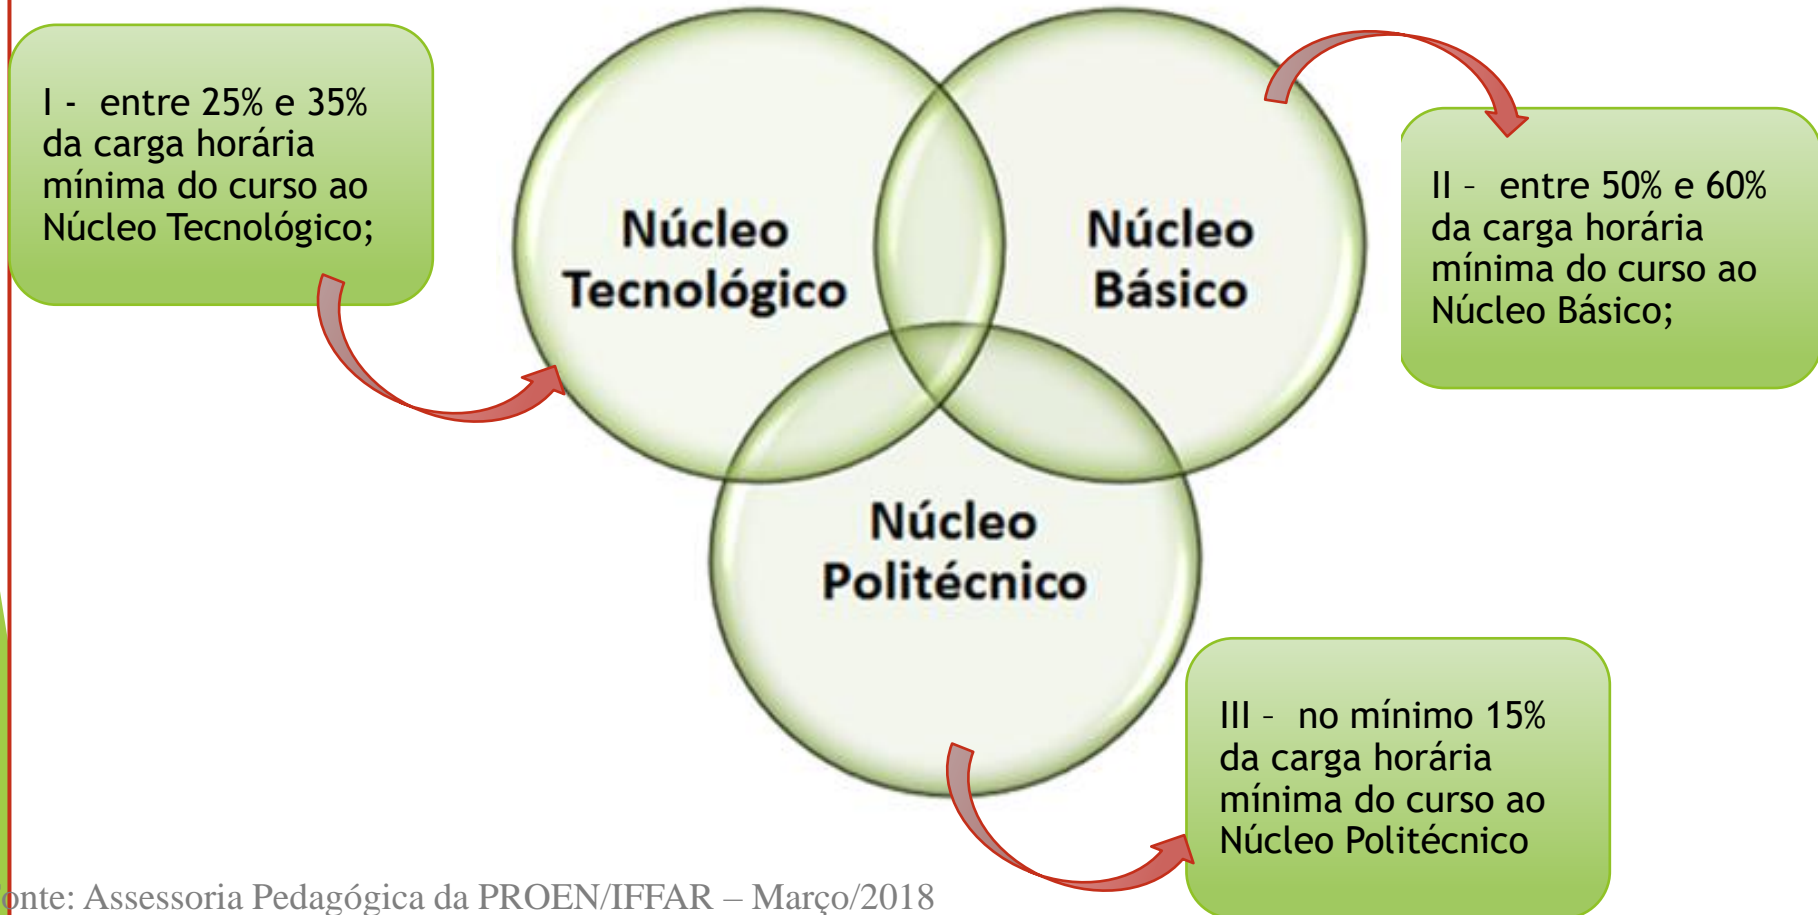 I - entre 25% e 35%
da carga horária
mínima do curso ao
Núcleo Tecnológico;
Núcleo
Tecnológico
Núcleo
Básico
II – entre 50% e 60%
da carga horária
mínima do curso ao
Núcleo Básico;
Núcleo
Politécnico
III – no mínimo 15%
da carga horária
mínima do curso ao
Núcleo Politécnico
onte: Assessoria Pedagógica da PROEN/IFFAR – Março/2018